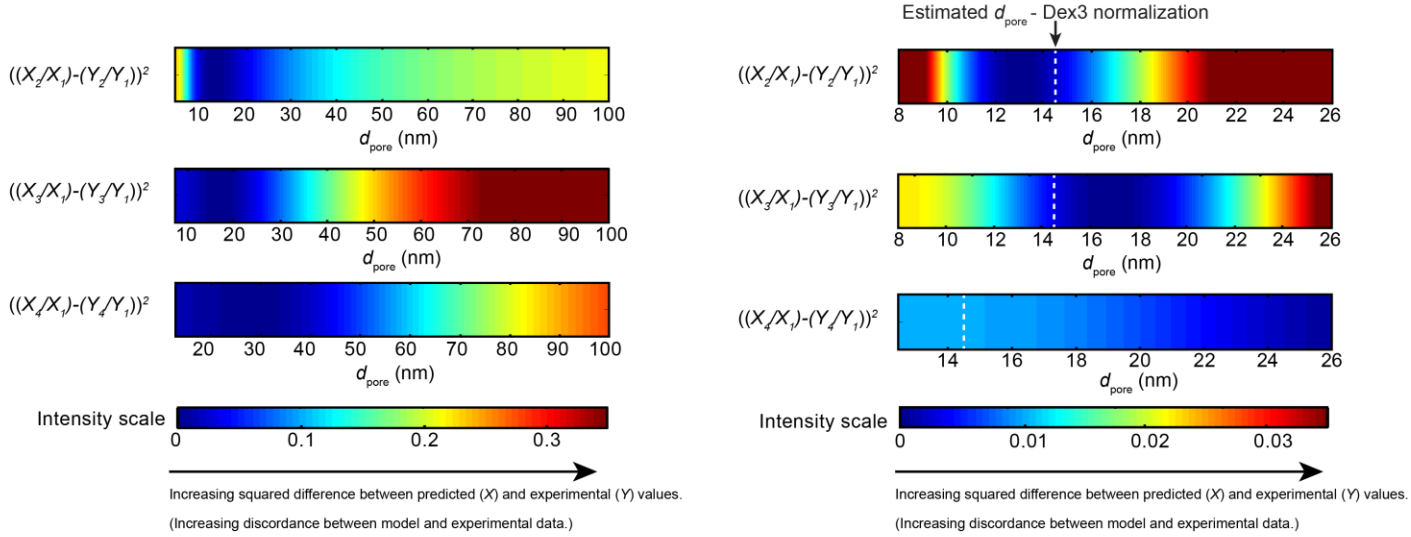 ((X₂/X₁)-(Y₂/Y₁))²
10 20 30 40 50 60 70 80 90 100
d_pore (nm)
((X₃/X₁)-(Y₃/Y₁))²
10 20 30 40 50 60 70 80 90 100
d_pore (nm)
((X₄/X₁)-(Y₄/Y₁))²
20 30 40 50 60 70 80 90 100
d_pore (nm)
Intensity scale
0 0.1 0.2 0.3
Increasing squared difference between predicted (X) and experimental (Y) values.
(Increasing discordance between model and experimental data.)
Estimated d_pore - Dex3 normalization
((X₂/X₁)-(Y₂/Y₁))²
8 10 12 14 16 18 20 22 24 26
d_pore (nm)
((X₃/X₁)-(Y₃/Y₁))²
8 10 12 14 16 18 20 22 24 26
d_pore (nm)
((X₄/X₁)-(Y₄/Y₁))²
14 16 18 20 22 24 26
d_pore (nm)
Intensity scale
0 0.01 0.02 0.03
Increasing squared difference between predicted (X) and experimental (Y) values.
(Increasing discordance between model and experimental data.)